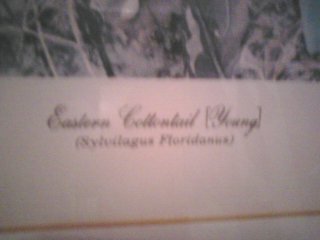 Eastern Cottontail [Young]
(Sylvilagus Floridanus)